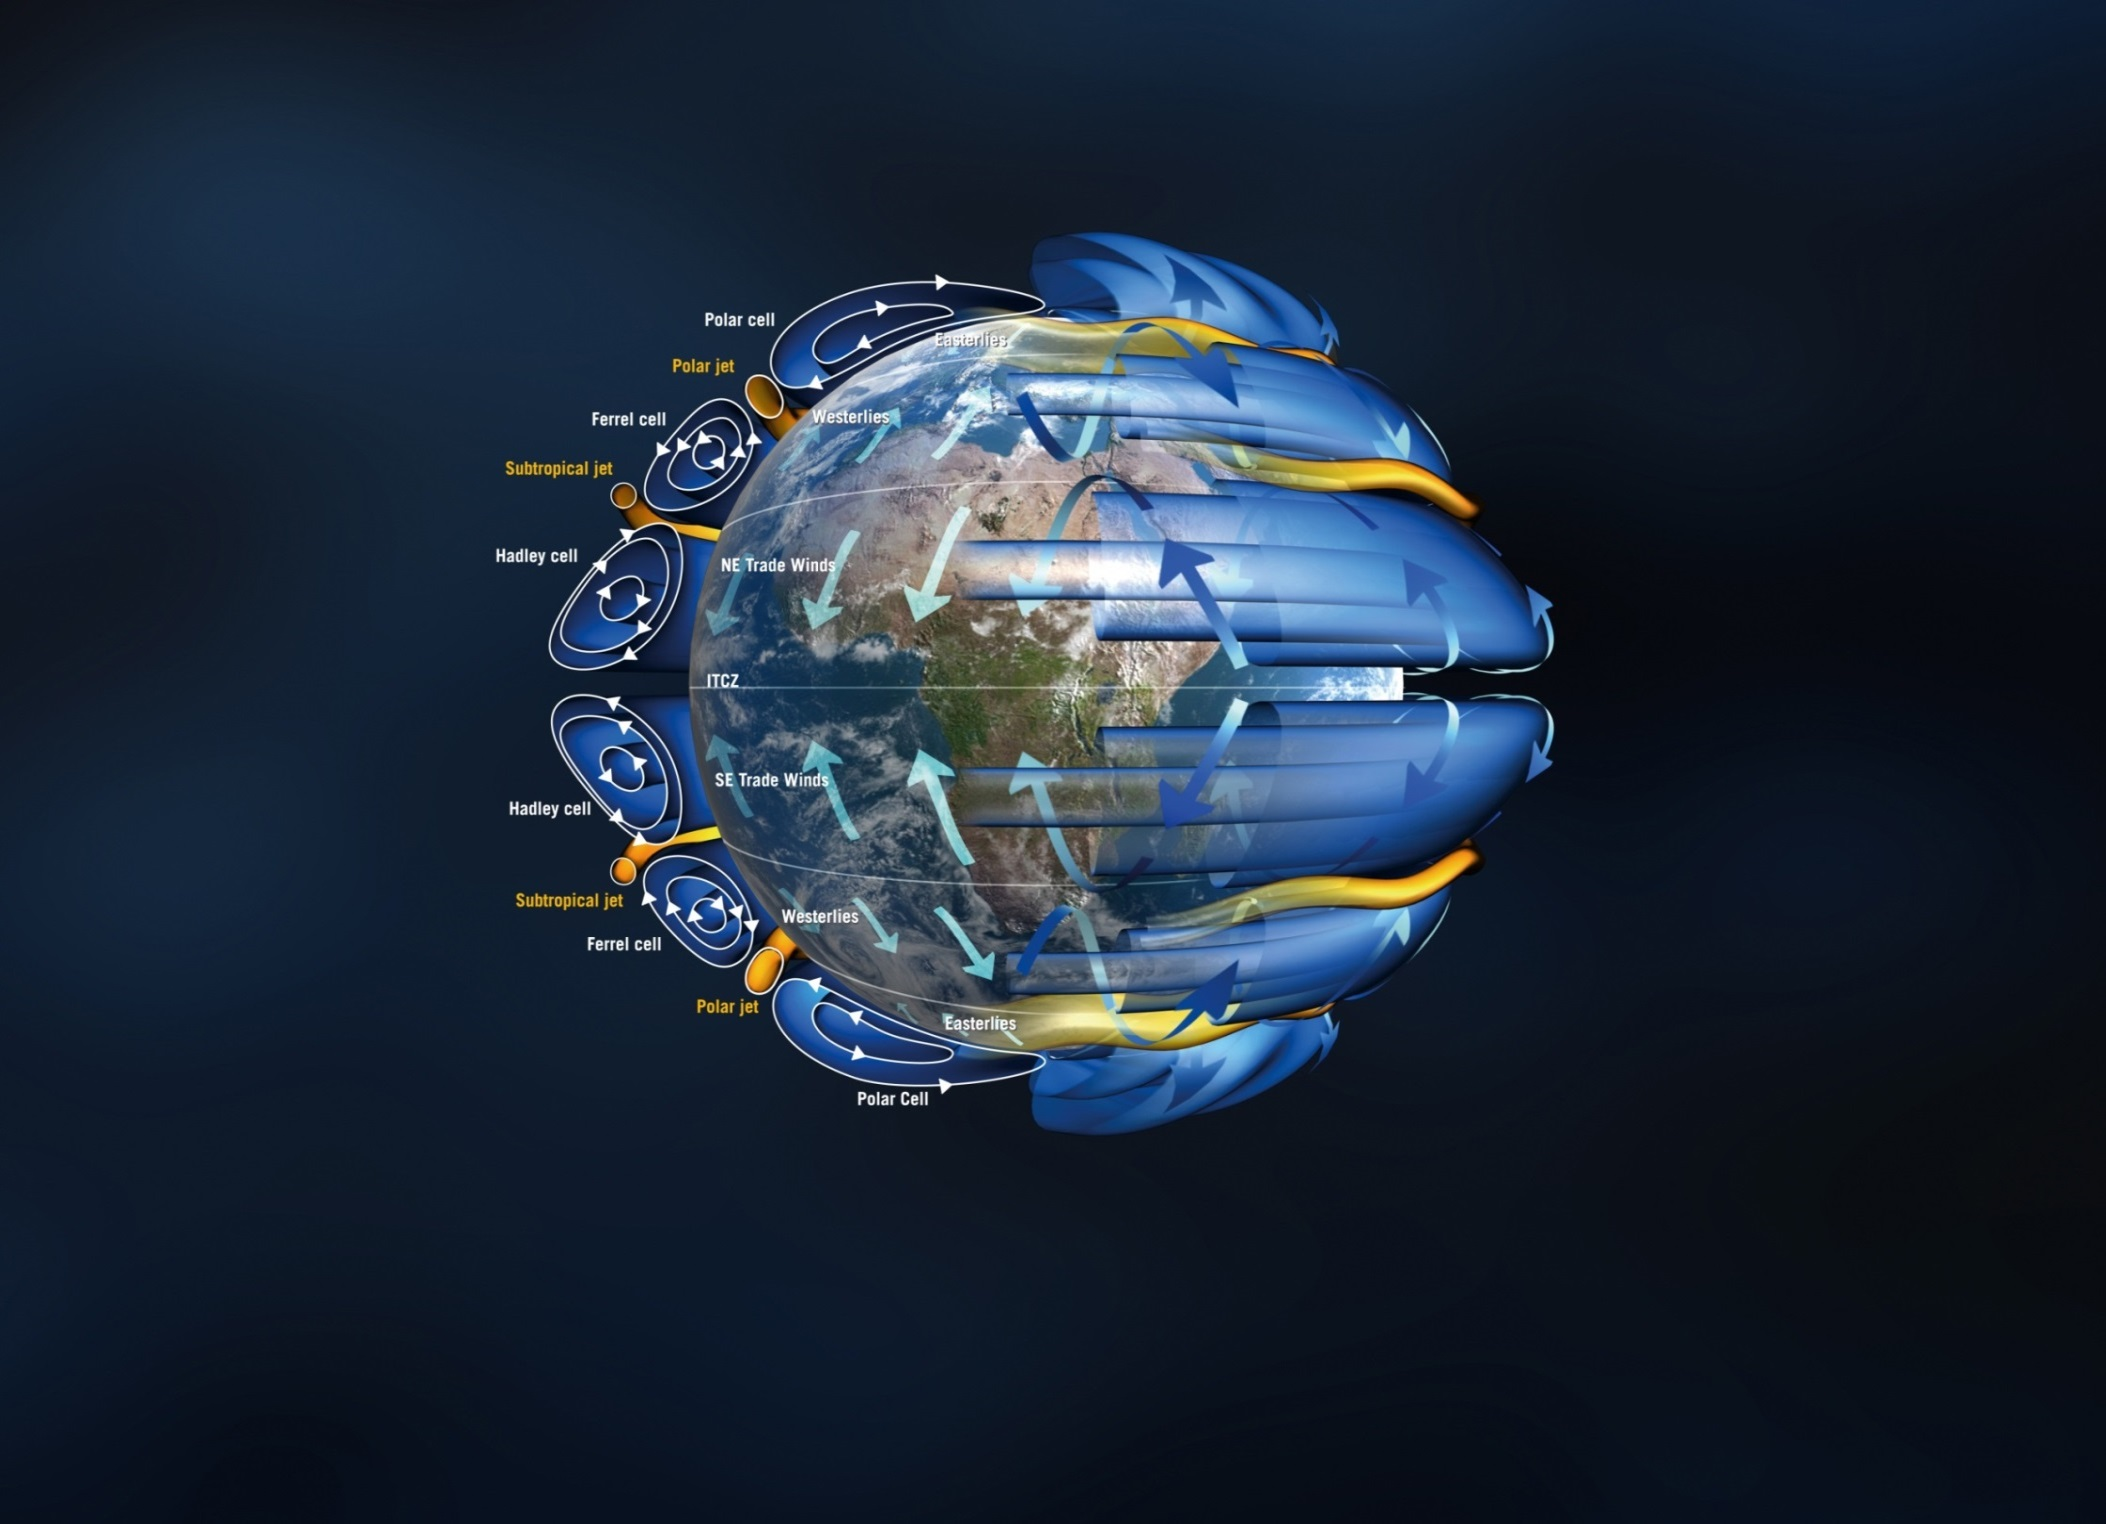 Polar cell
Easterlies
Polar jet
Westerlies
Ferrel cell
Subtropical jet
Hadley cell
NE Trade Winds
ITCZ
SE Trade Winds
Hadley cell
Subtropical jet
Westerlies
Ferrel cell
Polar jet
Easterlies
Polar Cell